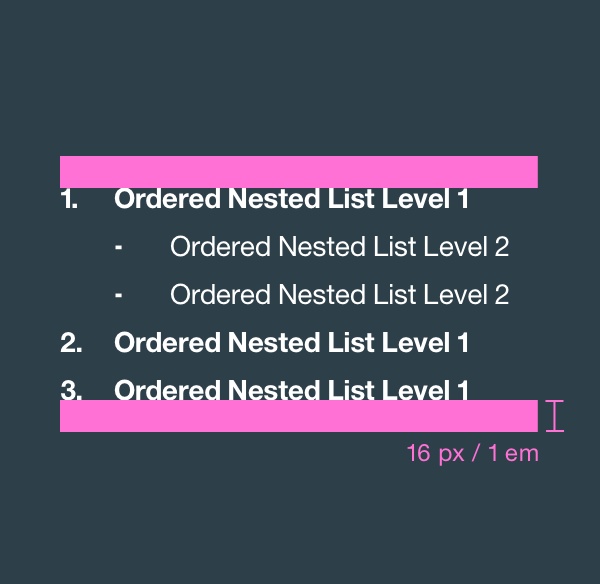 1. Ordered Nested List Level 1
- Ordered Nested List Level 2
- Ordered Nested List Level 2
2. Ordered Nested List Level 1
3. Ordered Nested List Level 1
16 px / 1 em